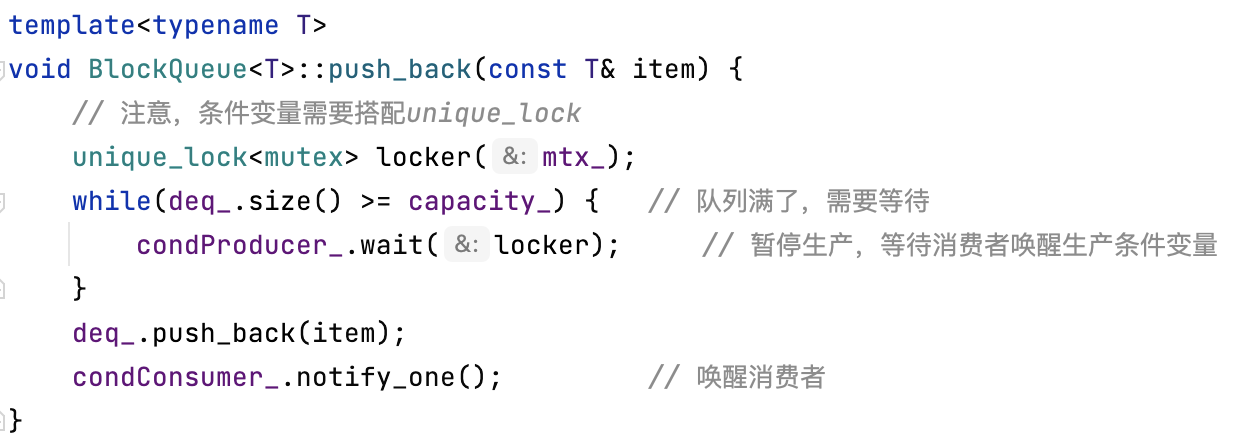 template<typename T>
void BlockQueue<T>::push_back(const T& item) {
    // 注意，条件变量需要搭配unique_lock
    unique_lock<mutex> locker( &: mtx_);
    while(deq_.size() >= capacity_) {   // 队列满了，需要等待
        condProducer_.wait( &: locker);     // 暂停生产，等待消费者唤醒生产条件变量
    }
    deq_.push_back(item);
    condConsumer_.notify_one();         // 唤醒消费者
}